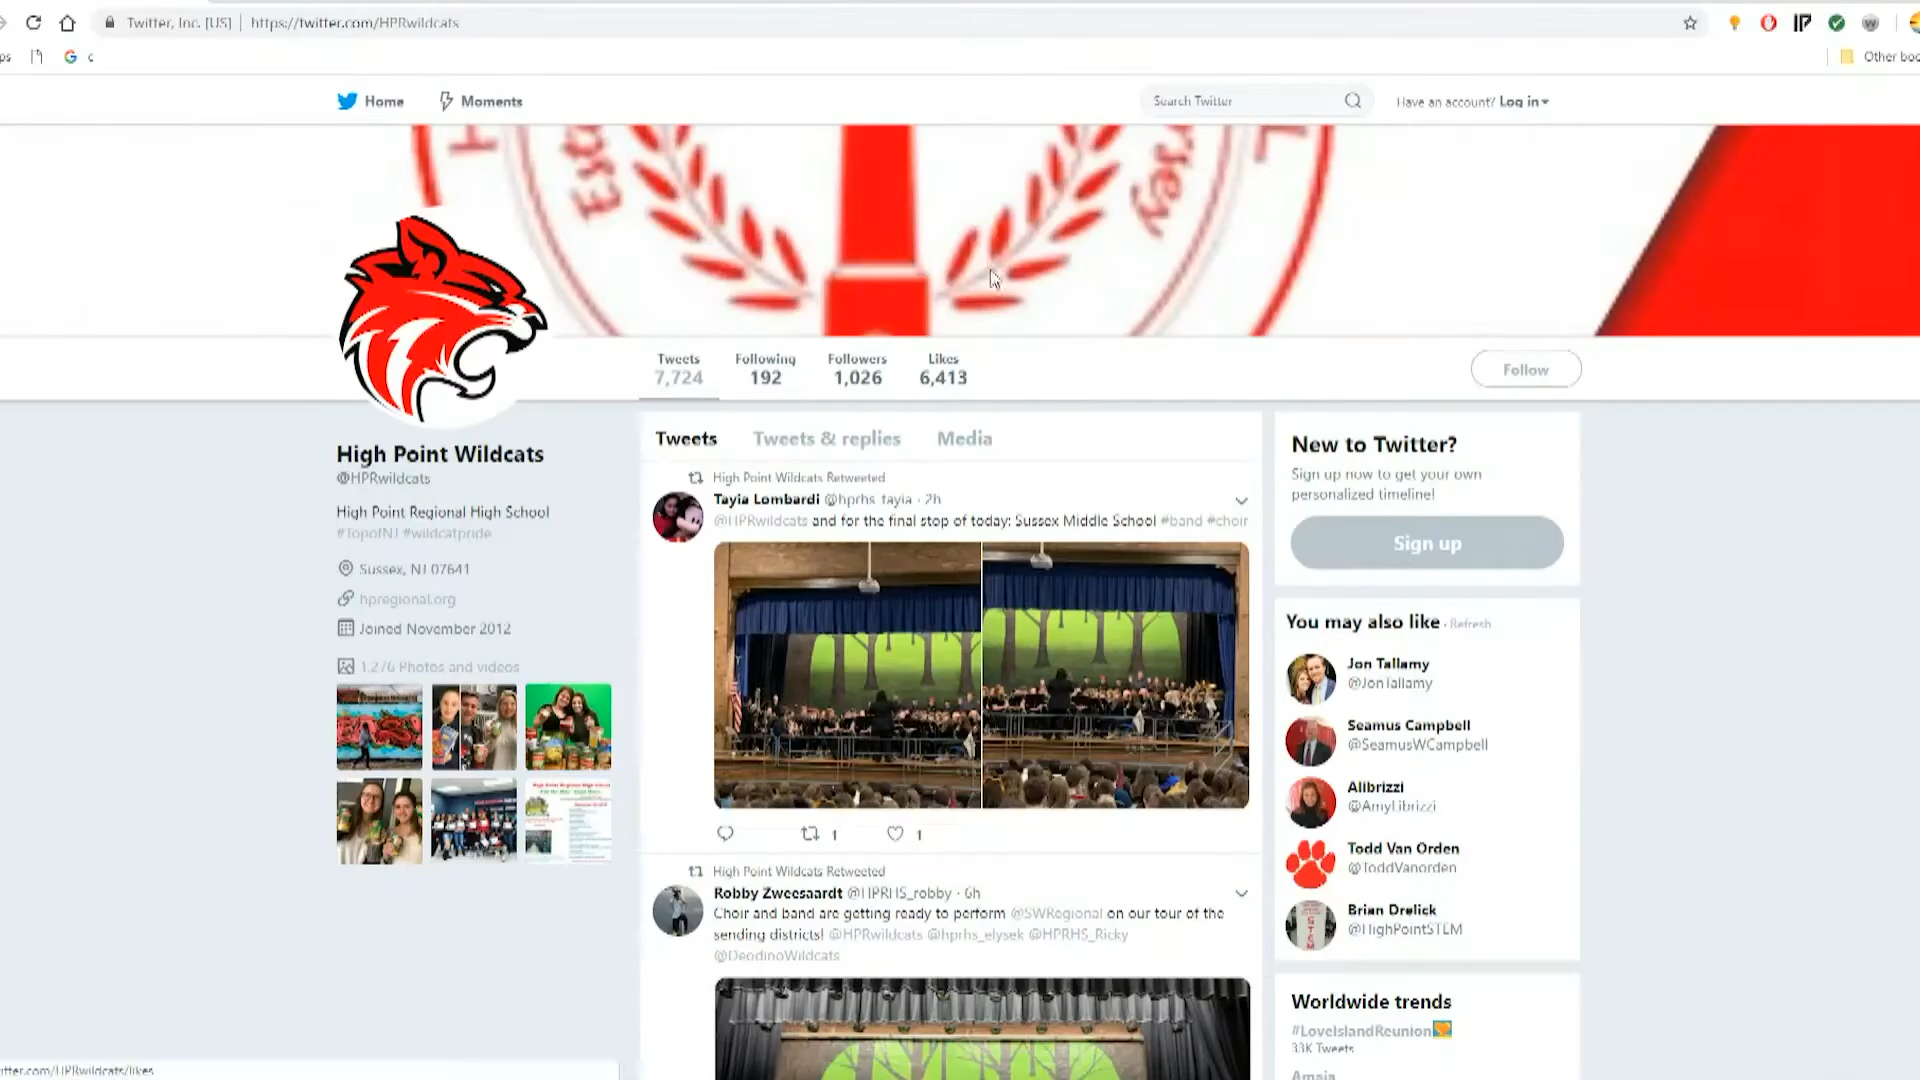 Twitter, Inc. [US] | https://twitter.com/HPRwildcats
ps
c
Other boo
Home
Moments
Search Twitter
Have an account? Log in
Tweets
7,724
Following
192
Followers
1,026
Likes
6,413
Follow
High Point Wildcats
@HPRwildcats
High Point Regional High School
#TopofNJ #wildcatpride
Sussex, NJ 07641
hpregional.org
Joined November 2012
1,276 Photos and videos
Tweets
Tweets & replies
Media
High Point Wildcats Retweeted
Tayia Lombardi @hprhs_tayia · 2h
@HPRwildcats and for the final stop of today: Sussex Middle School #band #choir
1
1
High Point Wildcats Retweeted
Robby Zweesaardt @HPRHS_robby · 6h
Choir and band are getting ready to perform @SWRegional on our tour of the
sending districts! @HPRwildcats @hprhs_elysek @HPRHS_Ricky
@DeodinoWildcats
New to Twitter?
Sign up now to get your own
personalized timeline!
Sign up
You may also like · Refresh
Jon Tallamy
@JonTallamy
Seamus Campbell
@SeamusWCampbell
Alibrizzi
@AmyLibrizzi
Todd Van Orden
@ToddVanorden
Brian Drelick
@HighPointSTEM
Worldwide trends
#LoveIslandReunion
33K Tweets
Amaia
itter.com/HPRwildcats/likes